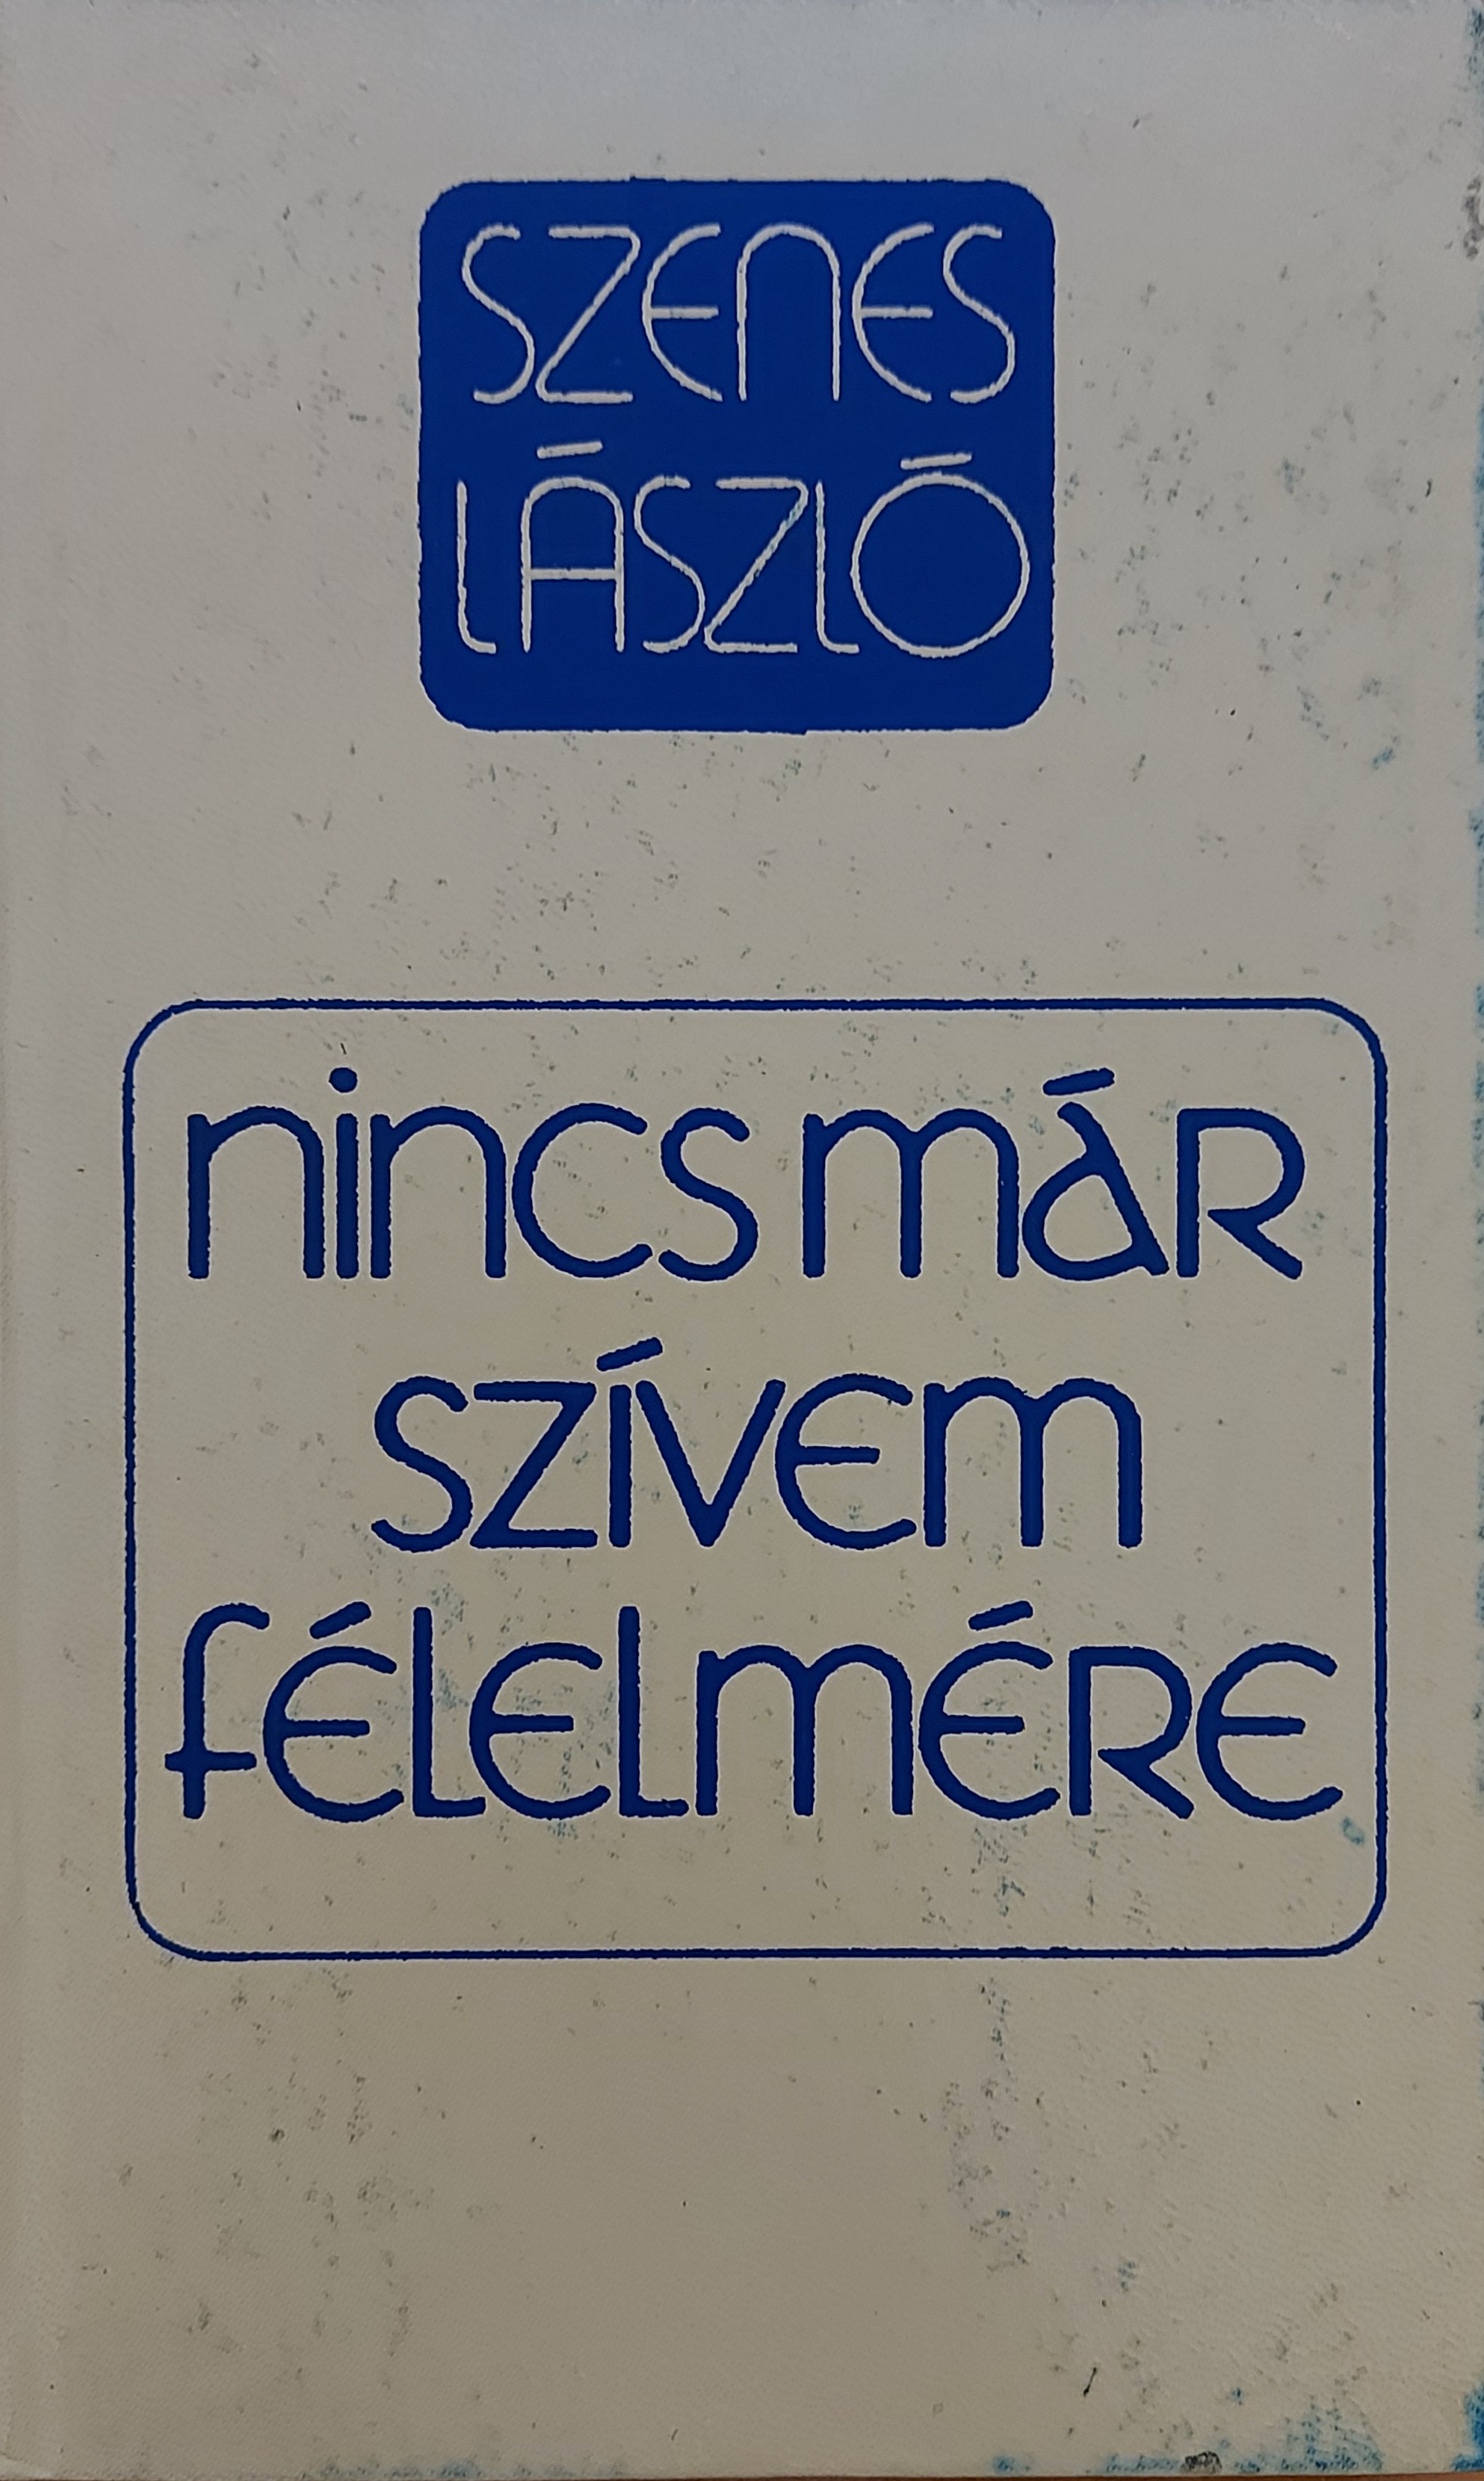 SZENES
LÁSZLÓ
nincs már
szívem
félelmére